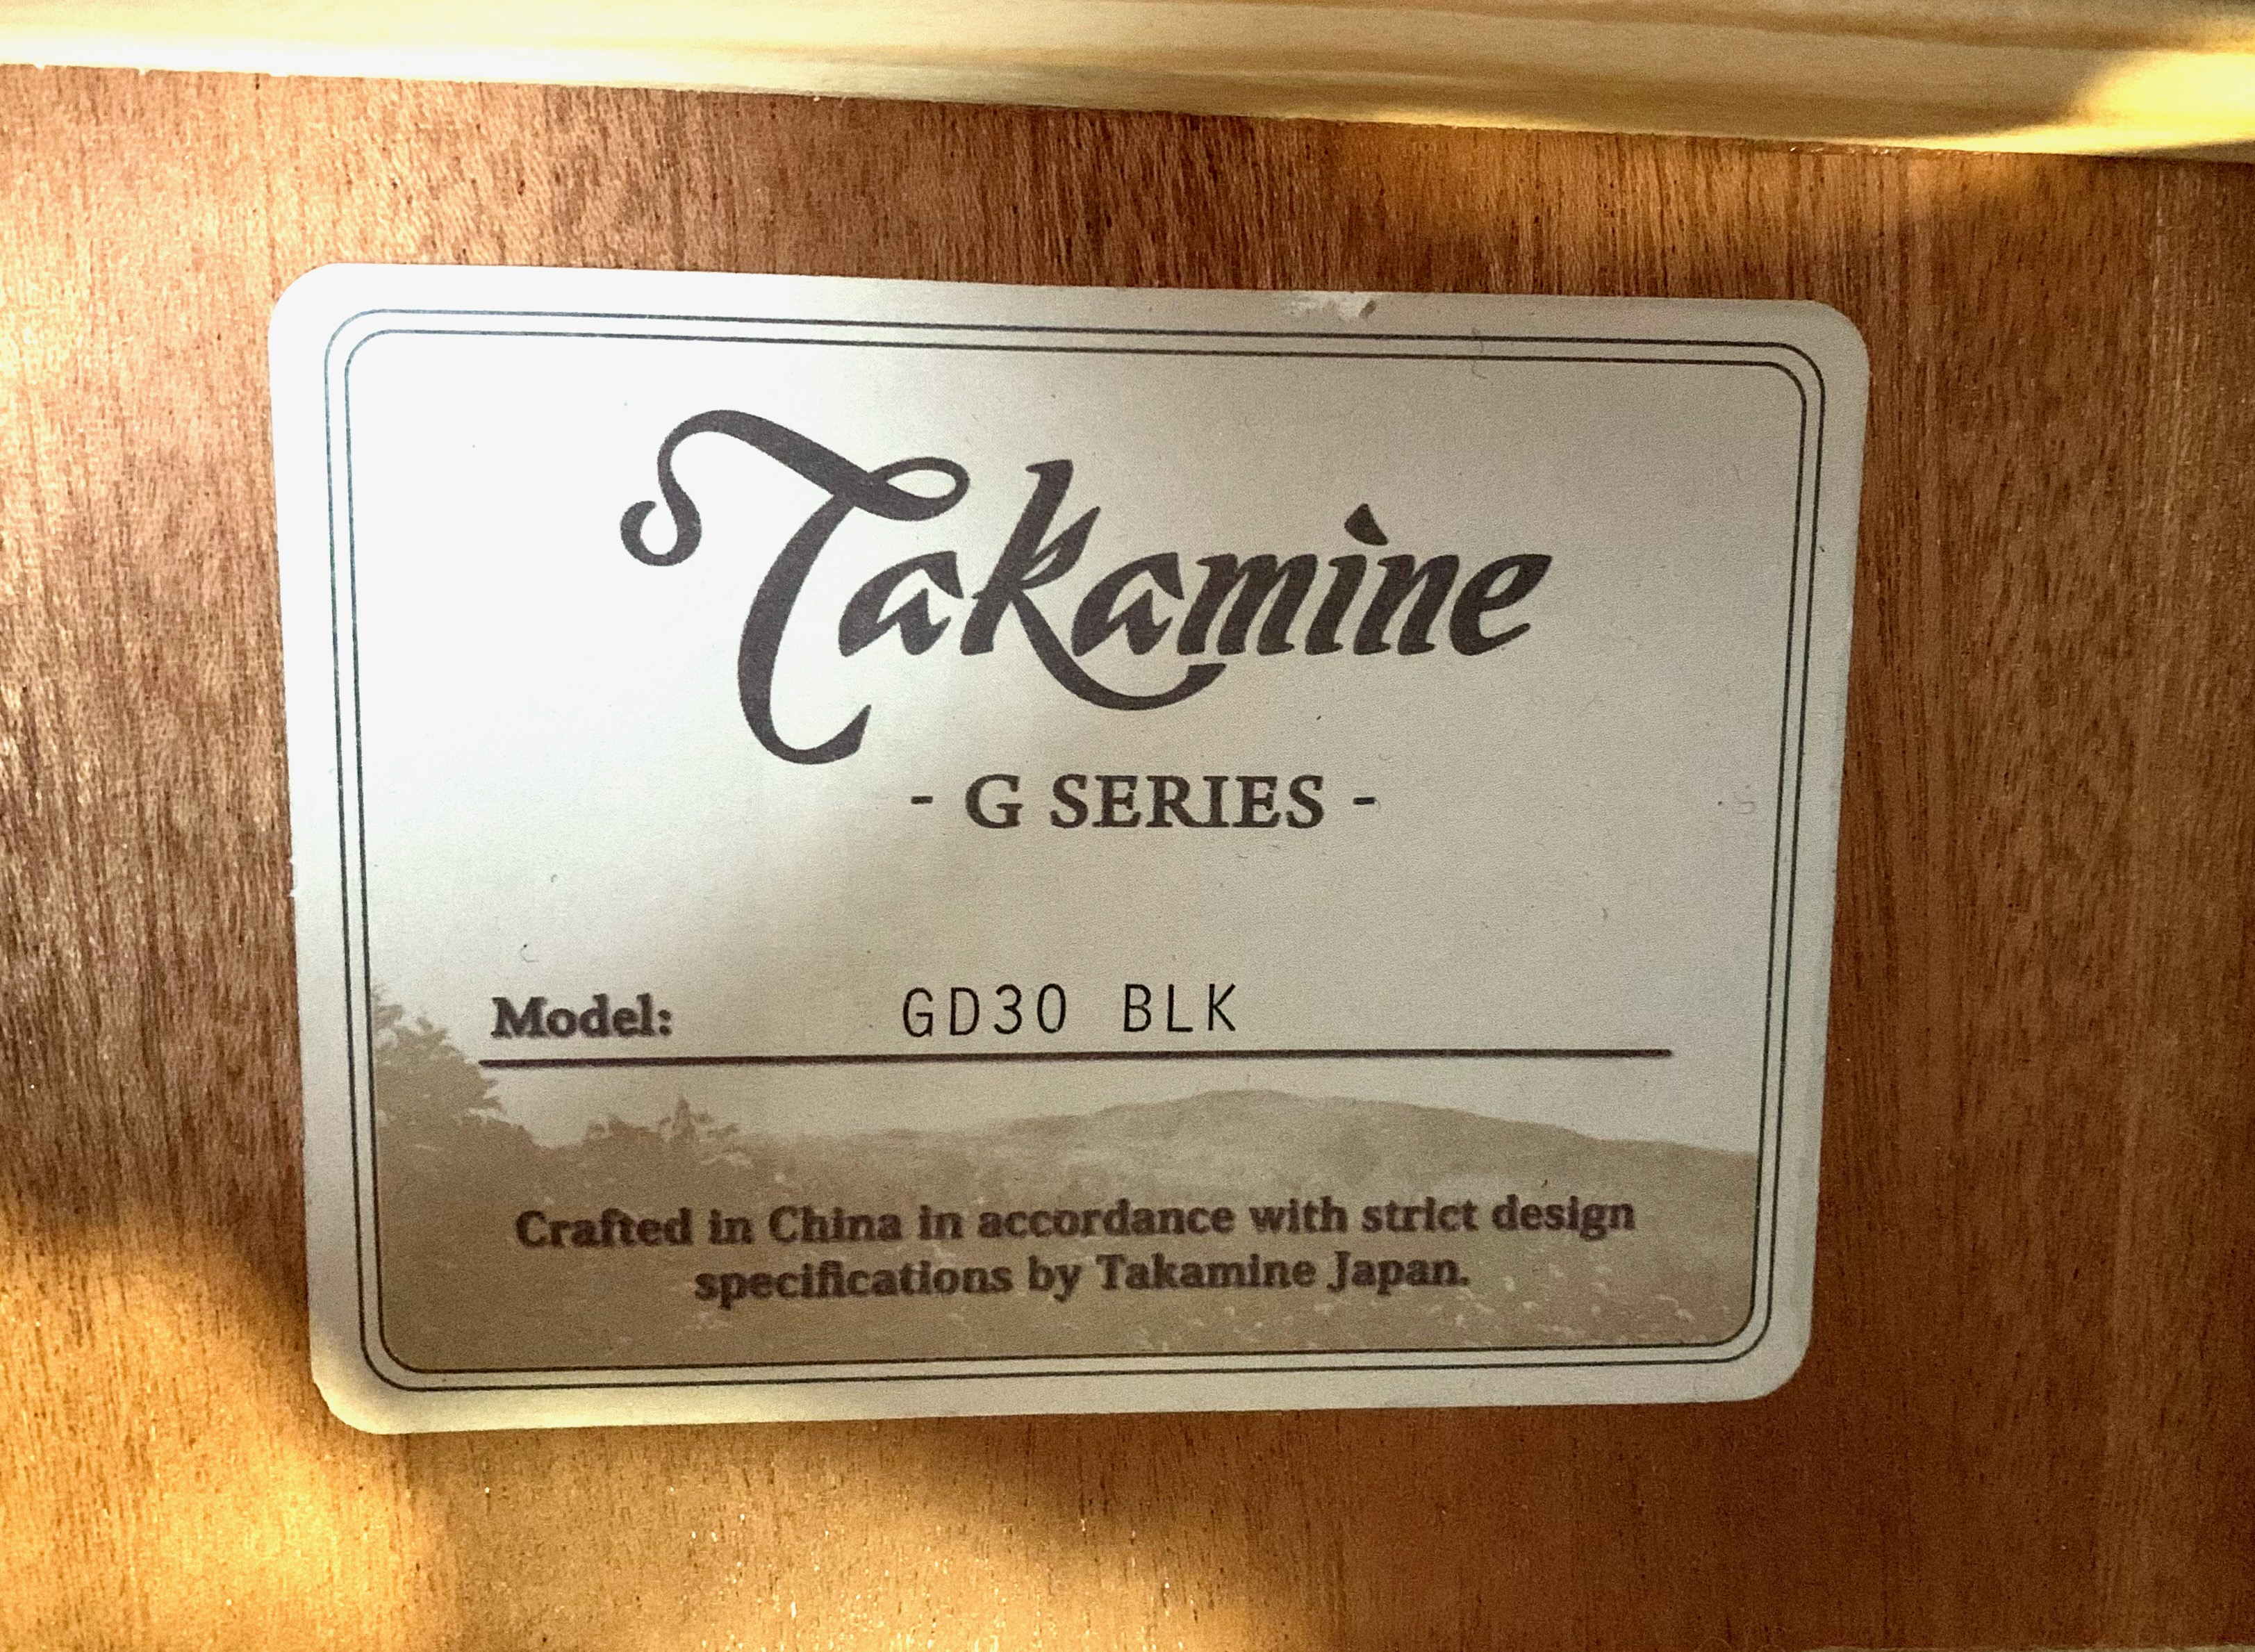 Takamine
- G SERIES -
Model: GD30 BLK
Crafted in China in accordance with strict design
specifications by Takamine Japan.